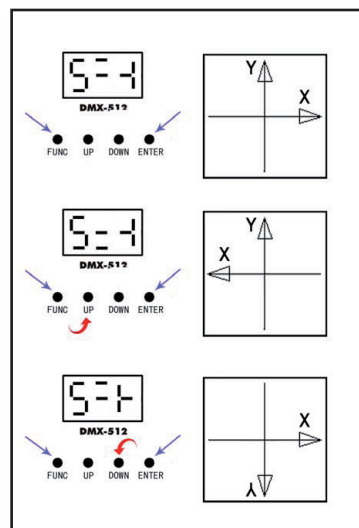 Y
X
DMX-512
FUNC UP DOWN ENTER
Y
X
DMX-512
FUNC UP DOWN ENTER
X
DMX-512
FUNC UP DOWN ENTER
Y